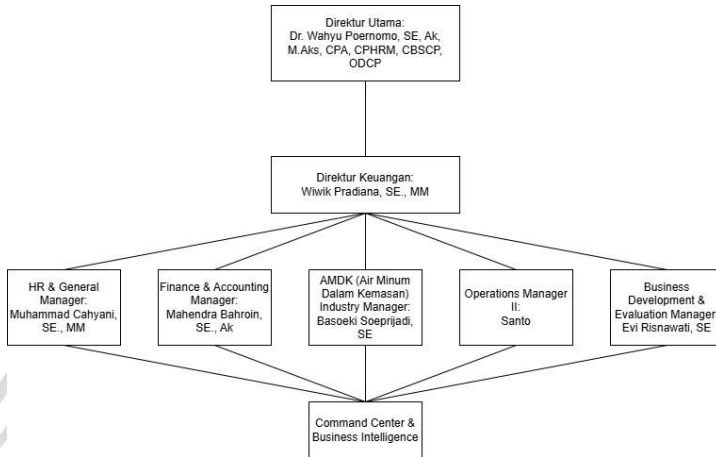 Direktur Utama:
Dr. Wahyu Poernomo, SE, Ak,
M.Aks, CPA, CPHRM, CBSCP,
ODCP
Direktur Keuangan:
Wiwik Pradiana, SE., MM
HR & General
Manager:
Muhammad Cahyani,
SE., MM
Finance & Accounting
Manager:
Mahendra Bahroin,
SE., Ak
AMDK (Air Minum
Dalam Kemasan)
Industry Manager:
Basoeki Soeprijadi,
SE
Operations Manager
II:
Santo
Business
Development &
Evaluation Manager:
Evi Risnawati, SE
Command Center &
Business Intelligence